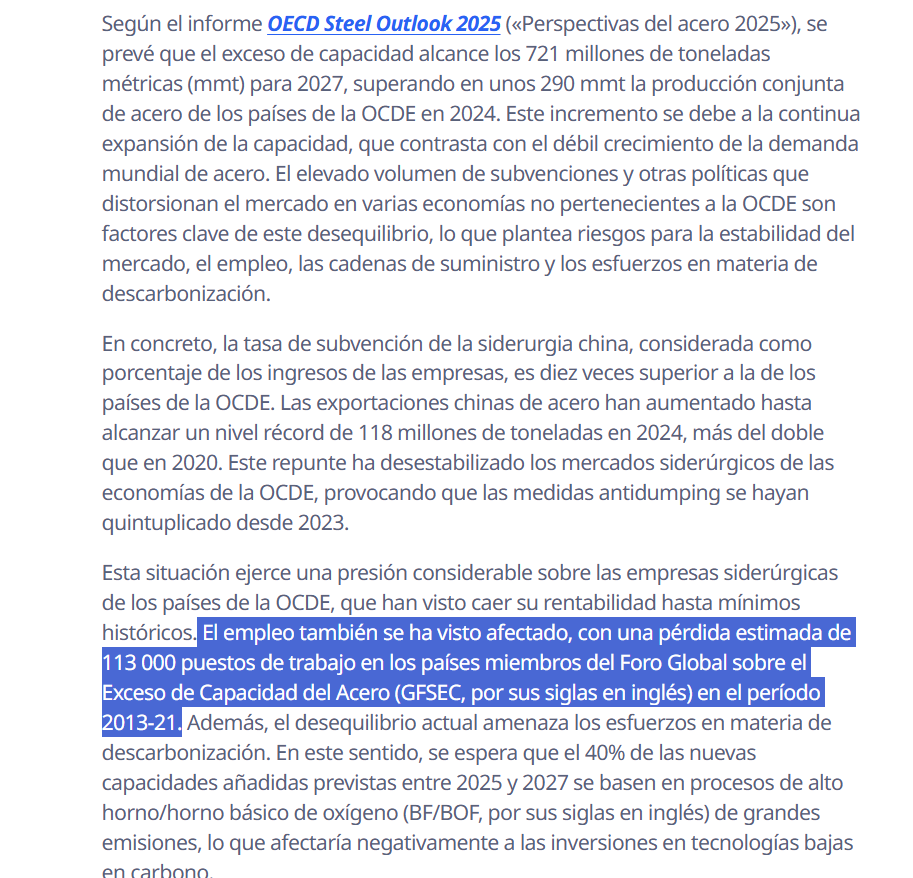 Según el informe OECD Steel Outlook 2025 («Perspectivas del acero 2025»), se
prevé que el exceso de capacidad alcance los 721 millones de toneladas
métricas (mmt) para 2027, superando en unos 290 mmt la producción conjunta
de acero de los países de la OCDE en 2024. Este incremento se debe a la continua
expansión de la capacidad, que contrasta con el débil crecimiento de la demanda
mundial de acero. El elevado volumen de subvenciones y otras políticas que
distorsionan el mercado en varias economías no pertenecientes a la OCDE son
factores clave de este desequilibrio, lo que plantea riesgos para la estabilidad del
mercado, el empleo, las cadenas de suministro y los esfuerzos en materia de
descarbonización.
En concreto, la tasa de subvención de la siderurgia china, considerada como
porcentaje de los ingresos de las empresas, es diez veces superior a la de los
países de la OCDE. Las exportaciones chinas de acero han aumentado hasta
alcanzar un nivel récord de 118 millones de toneladas en 2024, más del doble
que en 2020. Este repunte ha desestabilizado los mercados siderúrgicos de las
economías de la OCDE, provocando que las medidas antidumping se hayan
quintuplicado desde 2023.
Esta situación ejerce una presión considerable sobre las empresas siderúrgicas
de los países de la OCDE, que han visto caer su rentabilidad hasta mínimos
históricos. El empleo también se ha visto afectado, con una pérdida estimada de
113 000 puestos de trabajo en los países miembros del Foro Global sobre el
Exceso de Capacidad del Acero (GFSEC, por sus siglas en inglés) en el período
2013-21. Además, el desequilibrio actual amenaza los esfuerzos en materia de
descarbonización. En este sentido, se espera que el 40% de las nuevas
capacidades añadidas previstas entre 2025 y 2027 se basen en procesos de alto
horno/horno básico de oxígeno (BF/BOF, por sus siglas en inglés) de grandes
emisiones, lo que afectaría negativamente a las inversiones en tecnologías bajas
en carbono.